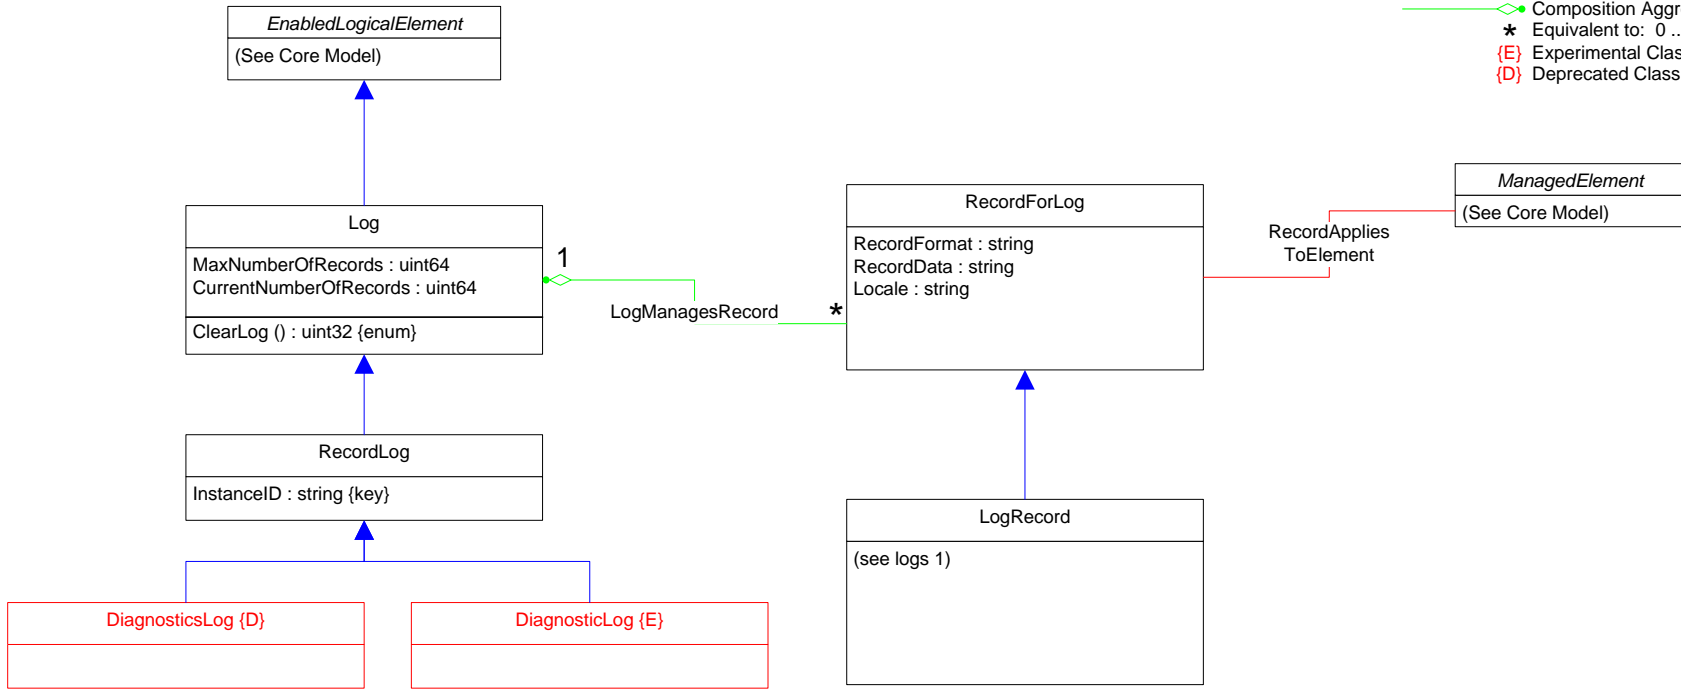 EnabledLogicalElement
(See Core Model)
Composition Aggr
* Equivalent to: 0 ..
{E} Experimental Clas
{D} Deprecated Class
Log
MaxNumberOfRecords : uint64
CurrentNumberOfRecords : uint64
ClearLog () : uint32 {enum}
1
LogManagesRecord
*
RecordForLog
RecordFormat : string
RecordData : string
Locale : string
RecordApplies
ToElement
ManagedElement
(See Core Model)
RecordLog
InstanceID : string {key}
LogRecord
(see logs 1)
DiagnosticsLog {D}
DiagnosticLog {E}